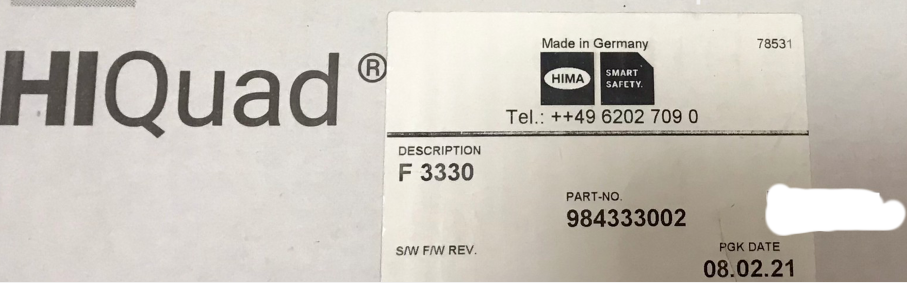 HIQuad®
Made in Germany
78531
HIMA
SMART
SAFETY.
Tel.: ++49 6202 709 0
DESCRIPTION
F 3330
PART-NO.
984333002
S/W F/W REV.
PGK DATE
08.02.21